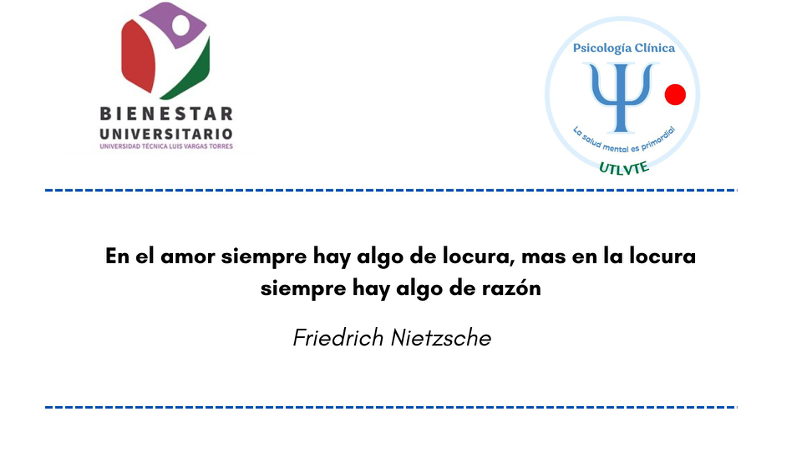 BIENESTAR
UNIVERSITARIO
UNIVERSIDAD TÉCNICA LUIS VARGAS TORRES
Psicología Clínica
La salud mental es primordial
UTLVTE
En el amor siempre hay algo de locura, mas en la locura
siempre hay algo de razón
Friedrich Nietzsche